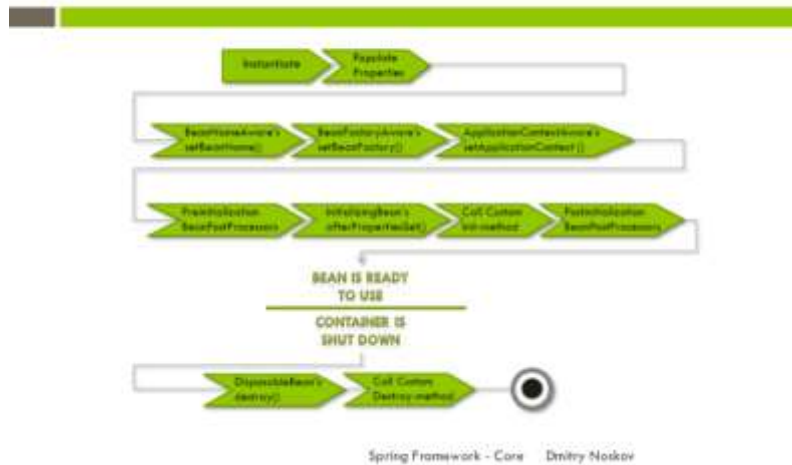 Instantiate
Populate
Properties
BeanNameAware's
setBeanName()
BeanFactoryAware's
setBeanFactory()
ApplicationContextAware's
setApplicationContext ()
PreInitialization
BeanPostProcessors
InitializingBean's
afterPropertiesSet()
Call Custom
Init-method
PostInitialization
BeanPostProcessors
BEAN IS READY
TO USE
CONTAINER IS
SHUT DOWN
DisposableBean's
destroy()
Call Custom
Destroy-method
Spring Framework - Core Dmitry Noskov